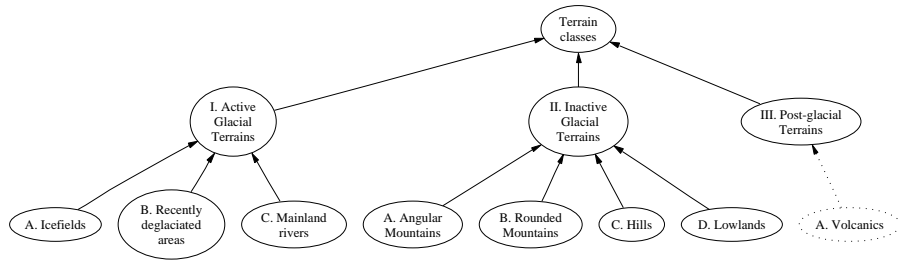 Terrain
classes
I. Active
Glacial
Terrains
II. Inactive
Glacial
Terrains
III. Post-glacial
Terrains
A. Icefields
B. Recently
deglaciated
areas
C. Mainland
rivers
A. Angular
Mountains
B. Rounded
Mountains
C. Hills
D. Lowlands
A. Volcanics